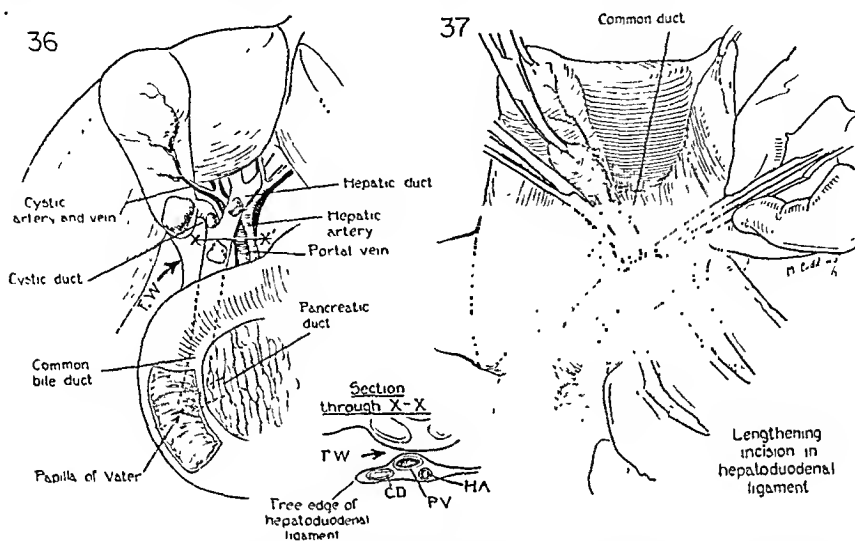 36
Cystic
artery and vein
Cystic duct
F.W
Common
bile duct
Papilla of Vater
Hepatic duct
Hepatic
artery
Portal vein
Pancreatic
duct
Section
through X-X
F.W
CD
PV
HA
Free edge of
hepatoduodenal
ligament
X
X
37
Common duct
Lengthening
incision in
hepatoduodenal
ligament